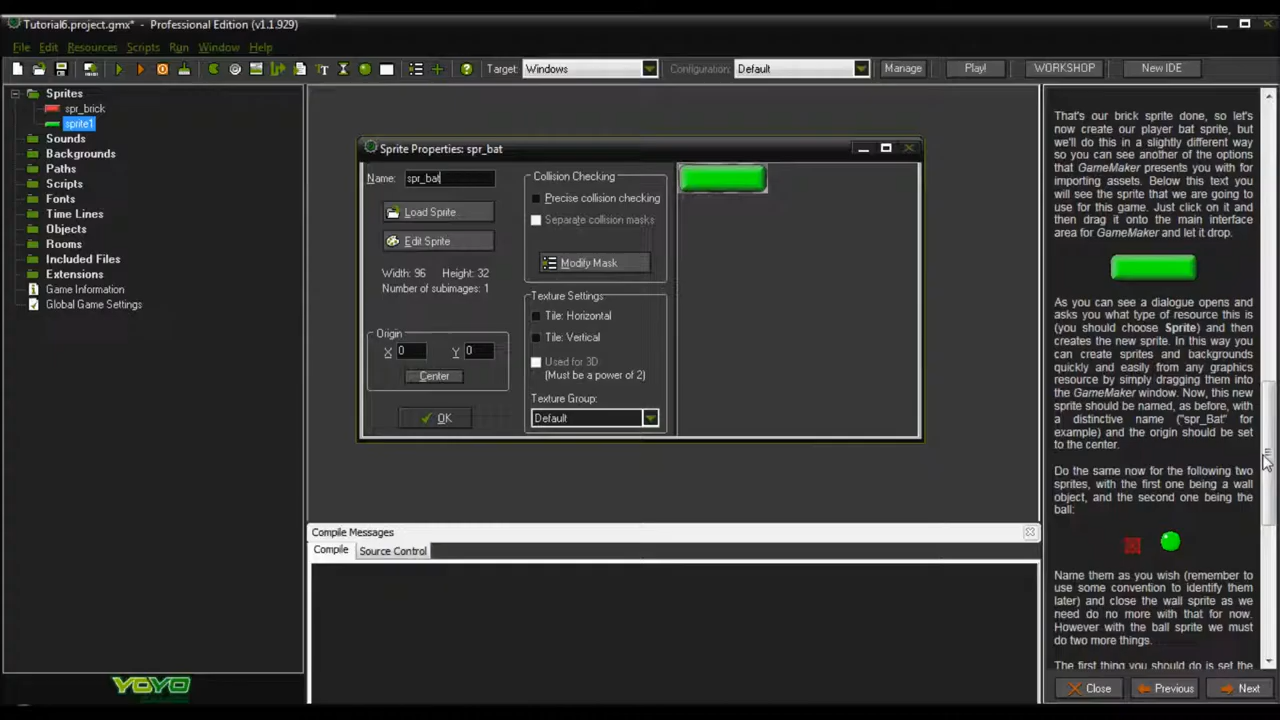 Tutorial6.project.gmx* - Professional Edition (v1.1.929)
File Edit Resources Scripts Run Window Help
Target: Windows Configuration: Default Manage Play! WORKSHOP New IDE
Sprites
spr_brick
sprite1
Sounds
Backgrounds
Paths
Scripts
Fonts
Time Lines
Objects
Rooms
Included Files
Extensions
Game Information
Global Game Settings
YOYO
Sprite Properties: spr_bat
Name: spr_bat
Load Sprite
Edit Sprite
Width: 96 Height: 32
Number of subimages: 1
Origin
X 0 Y 0
Center
OK
Collision Checking
Precise collision checking
Separate collision masks
Modify Mask
Texture Settings
Tile: Horizontal
Tile: Vertical
Used for 3D
(Must be a power of 2)
Texture Group:
Default
Compile Messages
Compile Source Control
That's our brick sprite done, so let's
now create our player bat sprite, but
we'll do this in a slightly different way
so you can see another of the options
that GameMaker presents you with
for importing assets. Below this text you
will see the sprite that we are going to
use for this game. Just click on it and
then drag it onto the main interface
area for GameMaker and let it drop.
As you can see a dialogue opens and
asks you what type of resource this is
(you should choose Sprite) and then
creates the new sprite. In this way you
can create sprites and backgrounds
quickly and easily from any graphics
resource by simply dragging them into
the GameMaker window. Now, this new
sprite should be named, as before, with
a distinctive name ("spr_Bat" for
example) and the origin should be set
to the center.
Do the same now for the following two
sprites, with the first one being a wall
object, and the second one being the
ball:
Name them as you wish (remember to
use some convention to identify them
later) and close the wall sprite as we
need do no more with that for now.
However with the ball sprite we must
do two more things.
The first thing you should do is set the
Close Previous Next